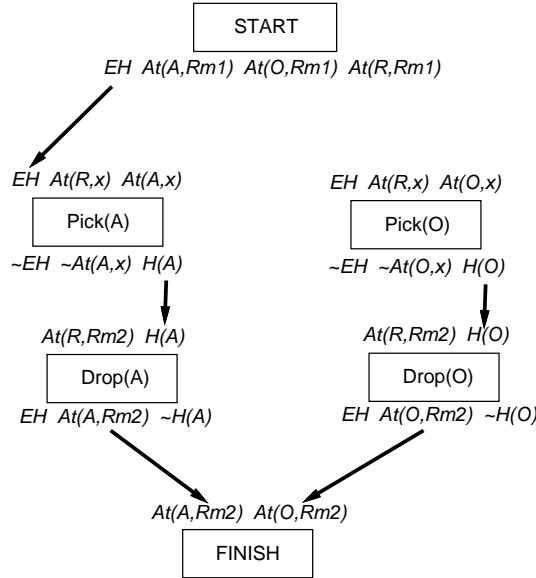 START
EH At(A,Rm1) At(O,Rm1) At(R,Rm1)
EH At(R,x) At(A,x)
Pick(A)
~EH ~At(A,x) H(A)
At(R,Rm2) H(A)
Drop(A)
EH At(A,Rm2) ~H(A)
EH At(R,x) At(O,x)
Pick(O)
~EH ~At(O,x) H(O)
At(R,Rm2) H(O)
Drop(O)
EH At(O,Rm2) ~H(O)
At(A,Rm2) At(O,Rm2)
FINISH